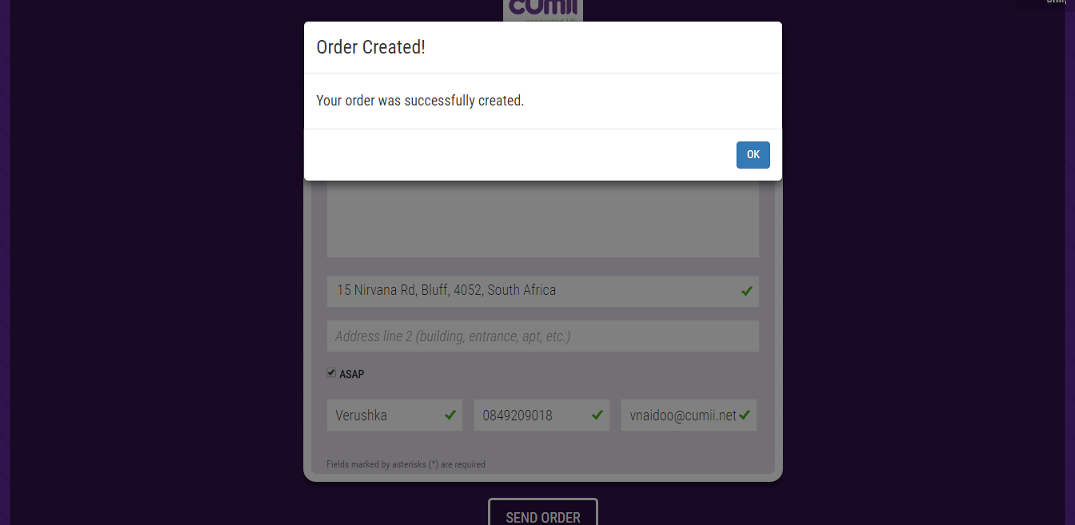 cumii
Order Created!
Your order was successfully created.
OK
15 Nirvana Rd, Bluff, 4052, South Africa
Address line 2 (building, entrance, apt, etc.)
ASAP
Verushka 0849209018 vnaidoo@cumii.net
Fields marked by asterisks (*) are required
SEND ORDER